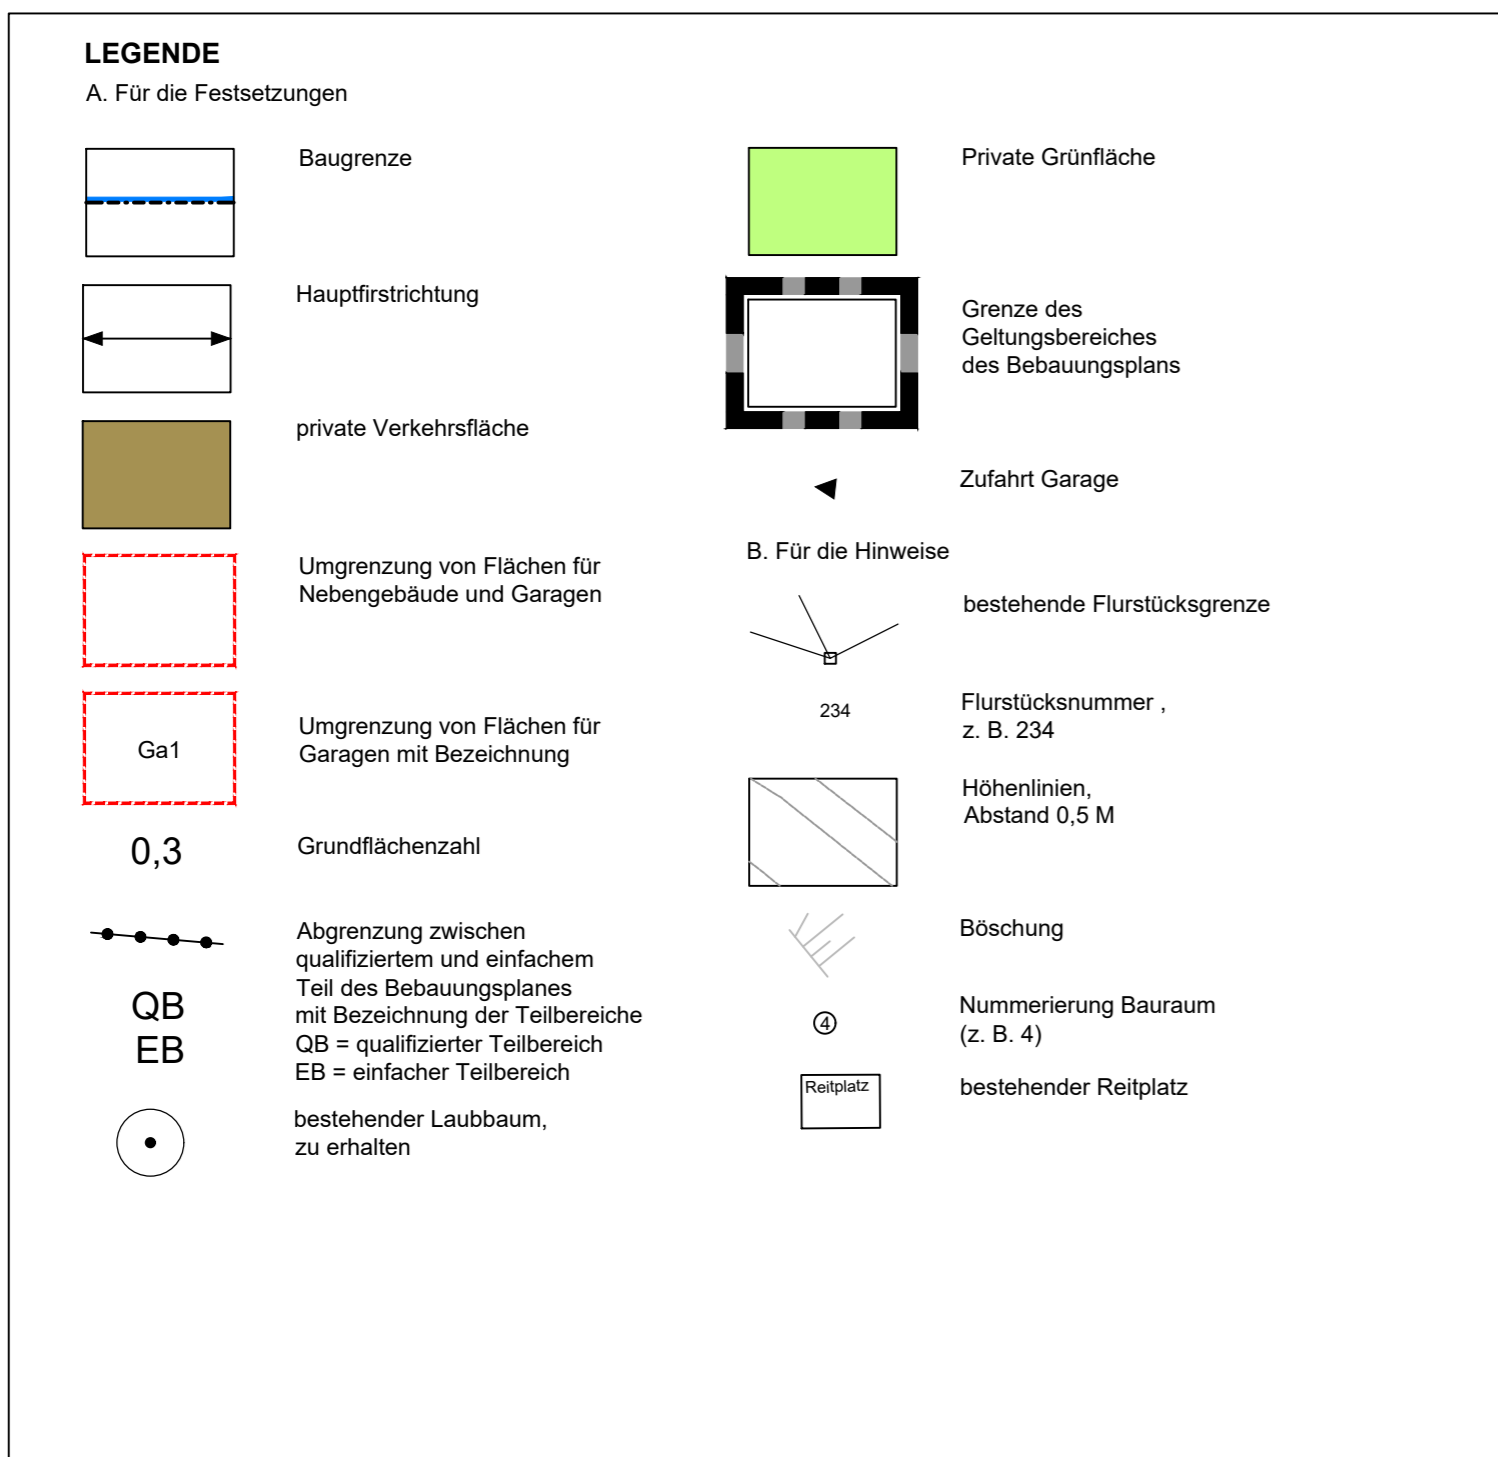 LEGENDE
A. Für die Festsetzungen
Baugrenze
Hauptfirstrichtung
private Verkehrsfläche
Umgrenzung von Flächen für
Nebengebäude und Garagen
Ga1
Umgrenzung von Flächen für
Garagen mit Bezeichnung
0,3
Grundflächenzahl
Abgrenzung zwischen
qualifiziertem und einfachem
Teil des Bebauungsplanes
mit Bezeichnung der Teilbereiche
QB
QB = qualifizierter Teilbereich
EB
EB = einfacher Teilbereich
bestehender Laubbaum,
zu erhalten
Private Grünfläche
Grenze des
Geltungsbereiches
des Bebauungsplans
Zufahrt Garage
B. Für die Hinweise
bestehende Flurstücksgrenze
234
Flurstücksnummer ,
z. B. 234
Höhenlinien,
Abstand 0,5 M
Böschung
4
Nummerierung Bauraum
(z. B. 4)
Reitplatz
bestehender Reitplatz